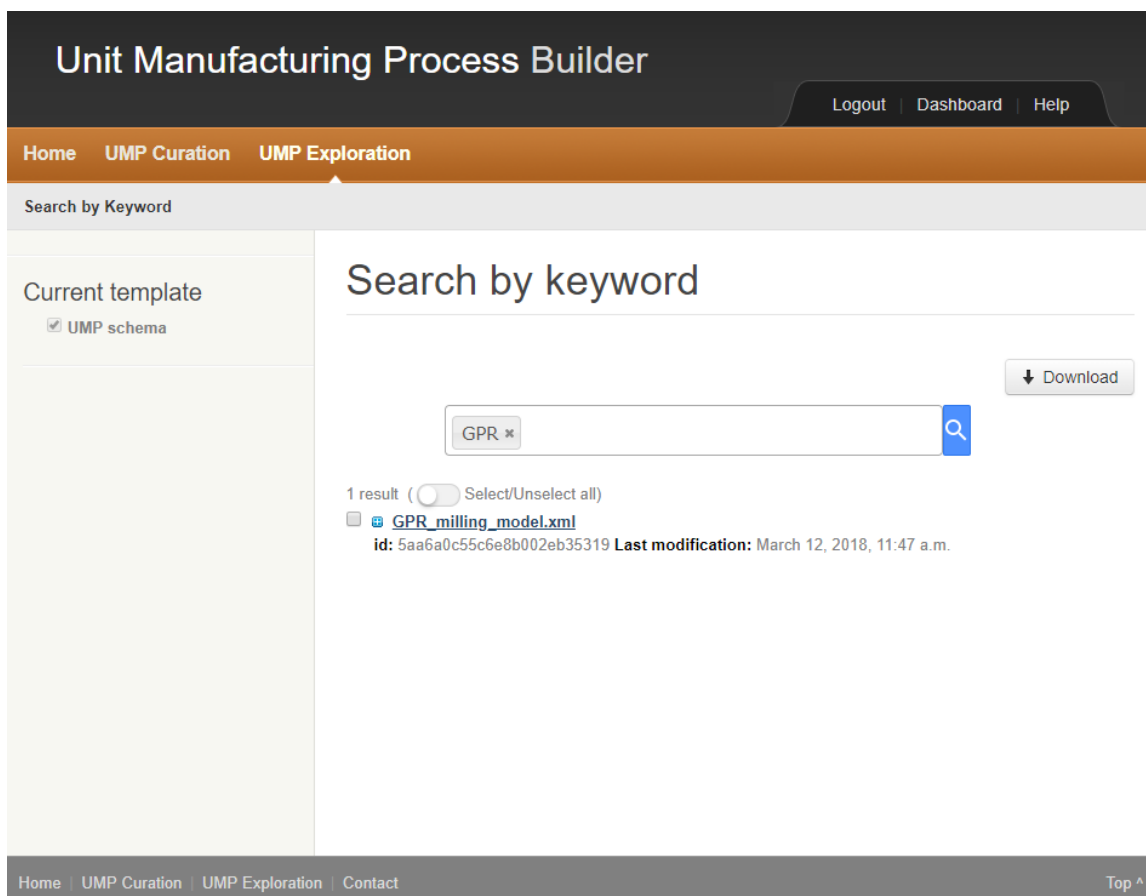 Unit Manufacturing Process Builder
Logout | Dashboard | Help
Home UMP Curation UMP Exploration
Search by Keyword
Current template
UMP schema
Search by keyword
Download
GPR ×
1 result ( Select/Unselect all)
GPR_milling_model.xml
id: 5aa6a0c55c6e8b002eb35319 Last modification: March 12, 2018, 11:47 a.m.
Home | UMP Curation | UMP Exploration | Contact
Top ^